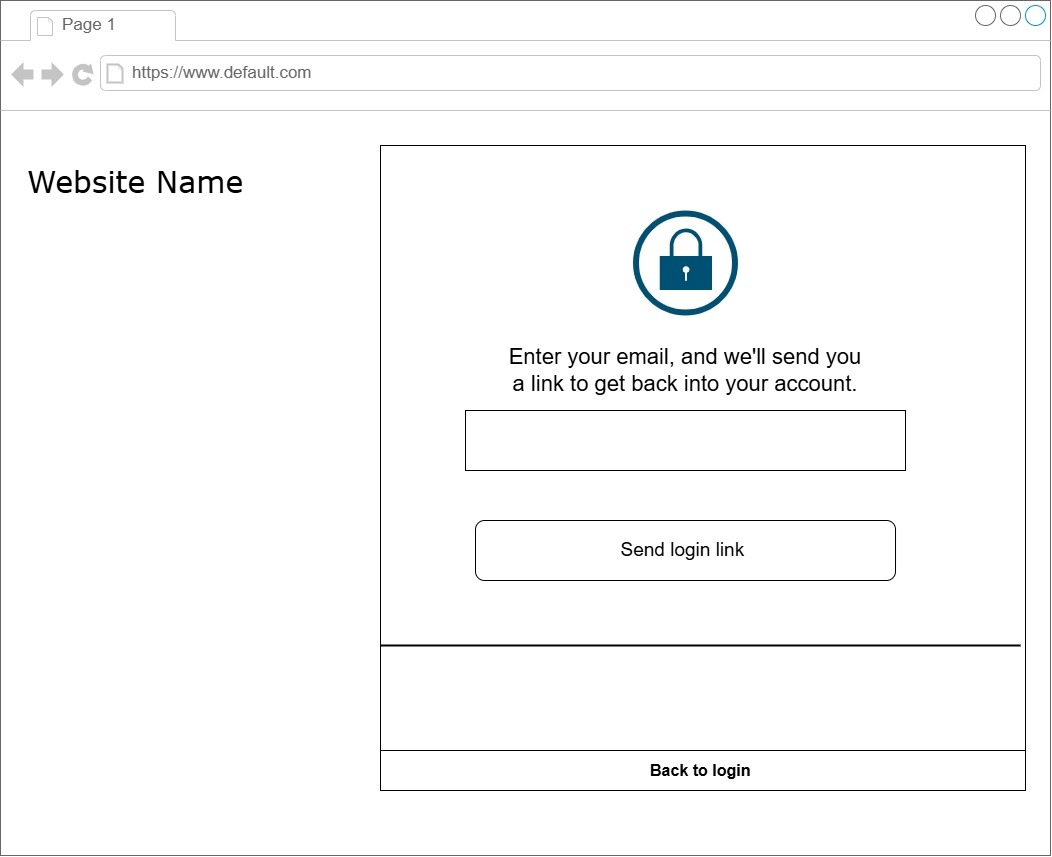 Page 1
https://www.default.com
Website Name
Enter your email, and we'll send you
a link to get back into your account.
Send login link
Back to login